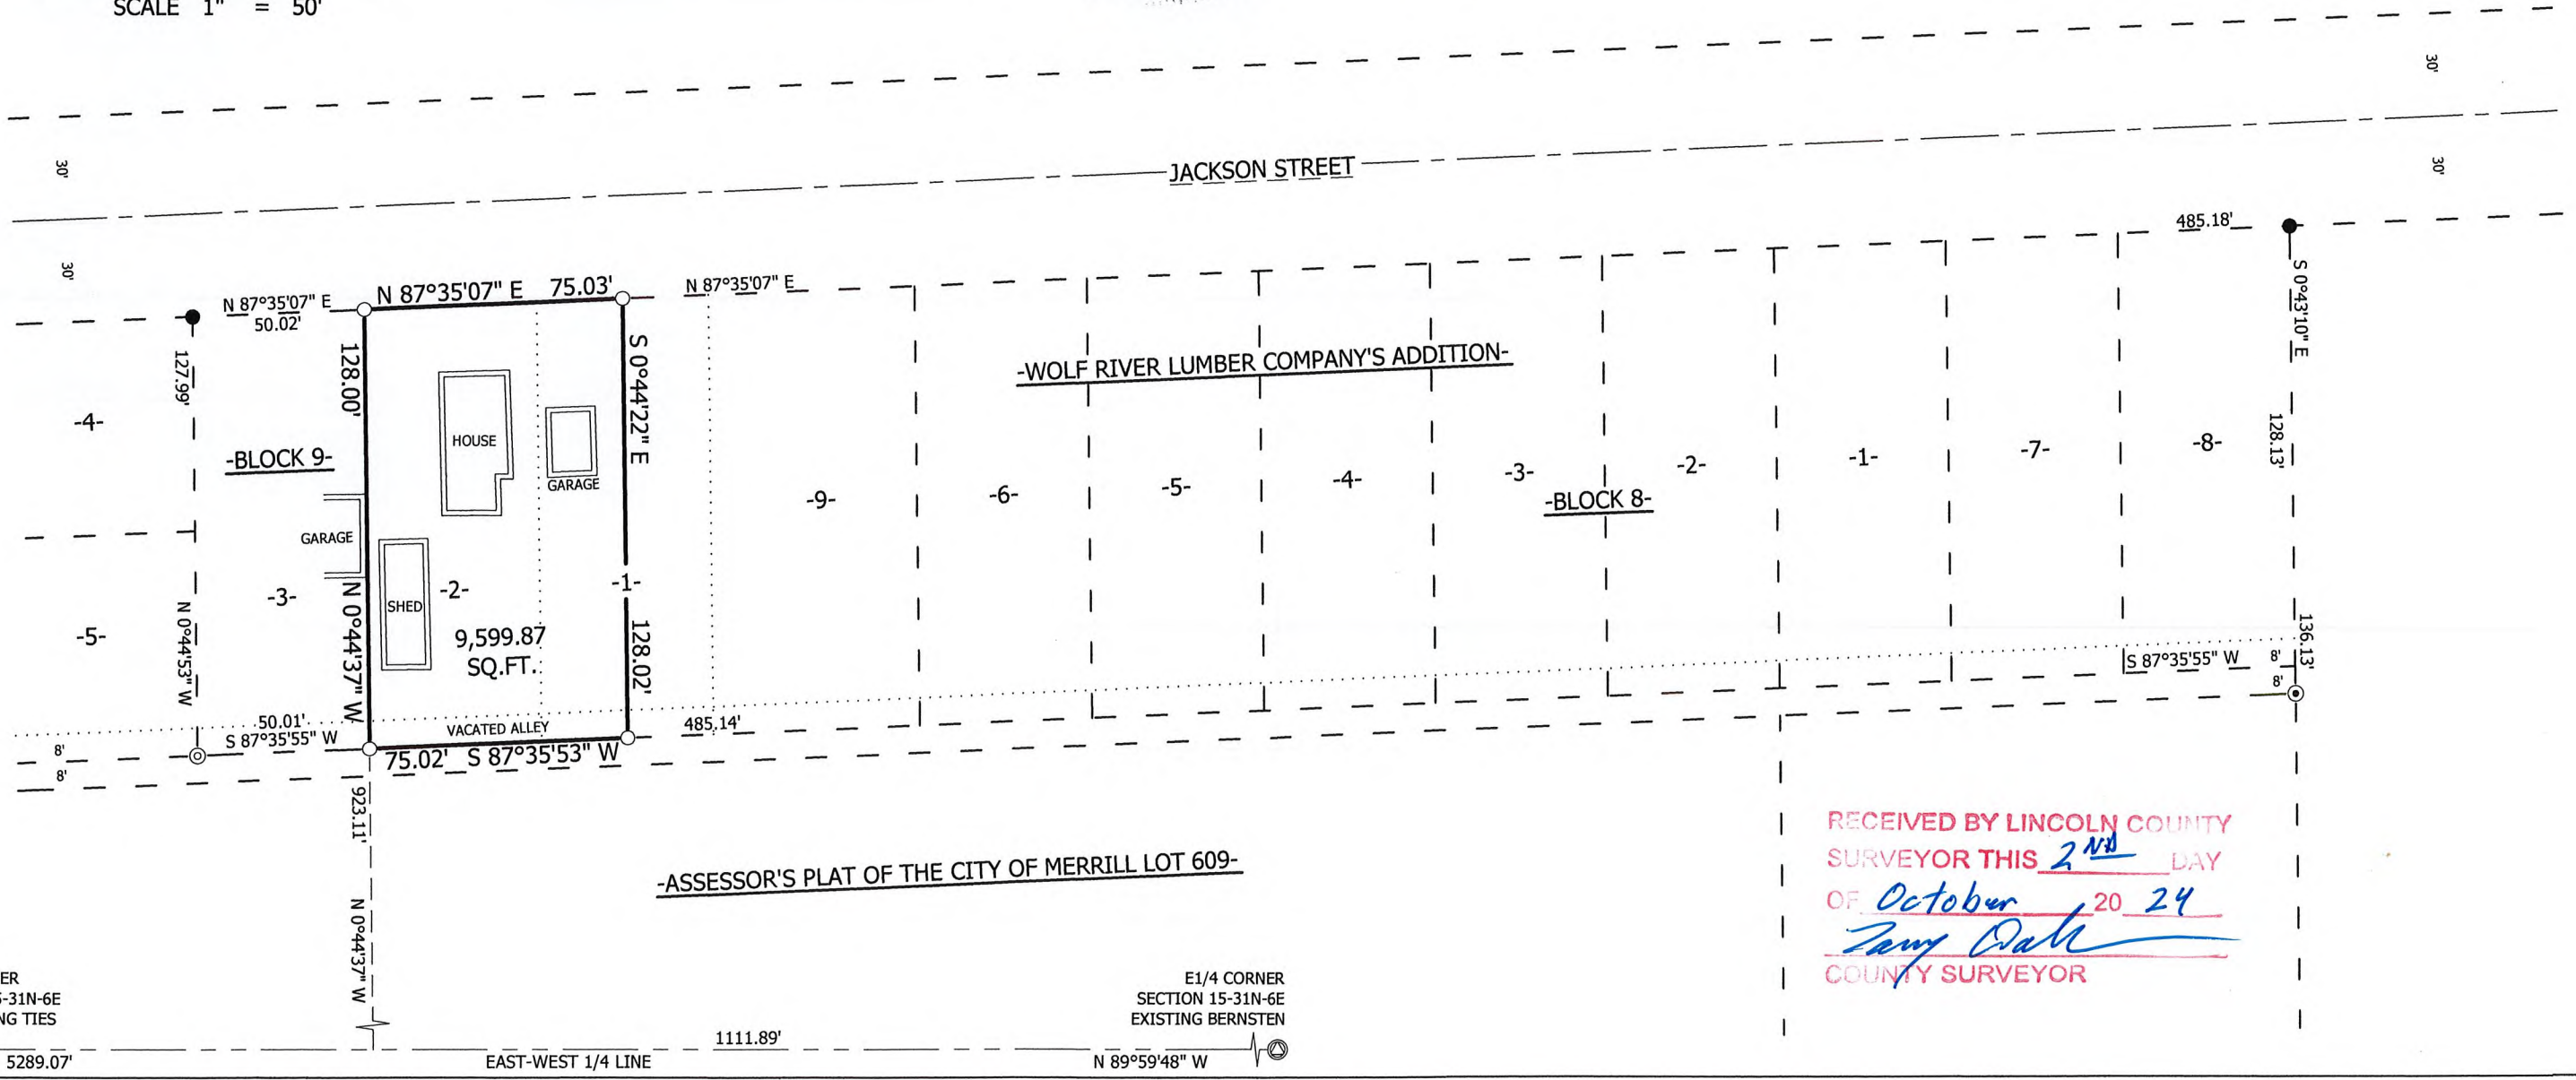 SCALE 1" = 50'
30'
30'
JACKSON STREET
30'
30'
30'
485.18'
N 87°35'07" E
50.02'
N 87°35'07" E 75.03'
N 87°35'07" E
S 0°43'10" E
128.13'
136.13'
127.99'
N 0°44'53" W
128.00'
N 0°44'37" W
S 0°44'22" E
128.02'
-WOLF RIVER LUMBER COMPANY'S ADDITION-
-4-
-BLOCK 9-
HOUSE
GARAGE
GARAGE
SHED
-5-
-3-
-2-
-1-
9,599.87
SQ.FT.
-9-
-6-
-5-
-4-
-3-
-BLOCK 8-
-2-
-1-
-7-
-8-
S 87°35'55" W
8'
8'
50.01'
S 87°35'55" W
VACATED ALLEY
485.14'
8'
8'
75.02' S 87°35'53" W
923.11'
N 0°44'37" W
-ASSESSOR'S PLAT OF THE CITY OF MERRILL LOT 609-
RECEIVED BY LINCOLN COUNTY
SURVEYOR THIS 2ND DAY
OF October 20 24
COUNTY SURVEYOR
ER
-31N-6E
NG TIES
E1/4 CORNER
SECTION 15-31N-6E
EXISTING BERNSTEN
5289.07'
EAST-WEST 1/4 LINE
1111.89'
N 89°59'48" W